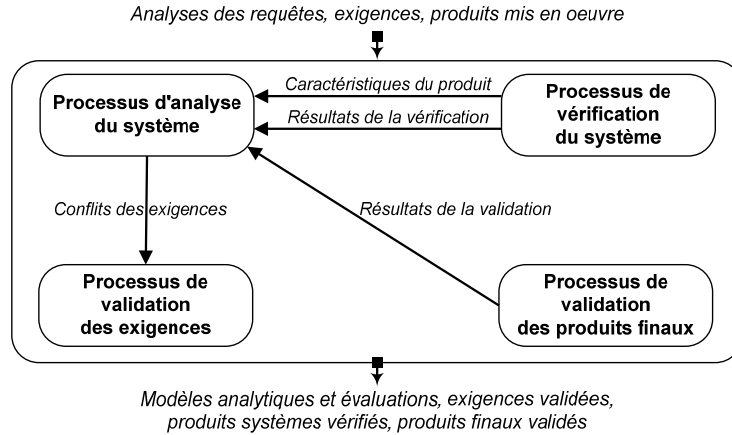 Analyses des requêtes, exigences, produits mis en oeuvre
Processus d'analyse
du système
Caractéristiques du produit
Résultats de la vérification
Processus de
vérification
du système
Conflits des exigences
Résultats de la validation
Processus de
validation
des exigences
Processus de
validation
des produits finaux
Modèles analytiques et évaluations, exigences validées,
produits systèmes vérifiés, produits finaux validés